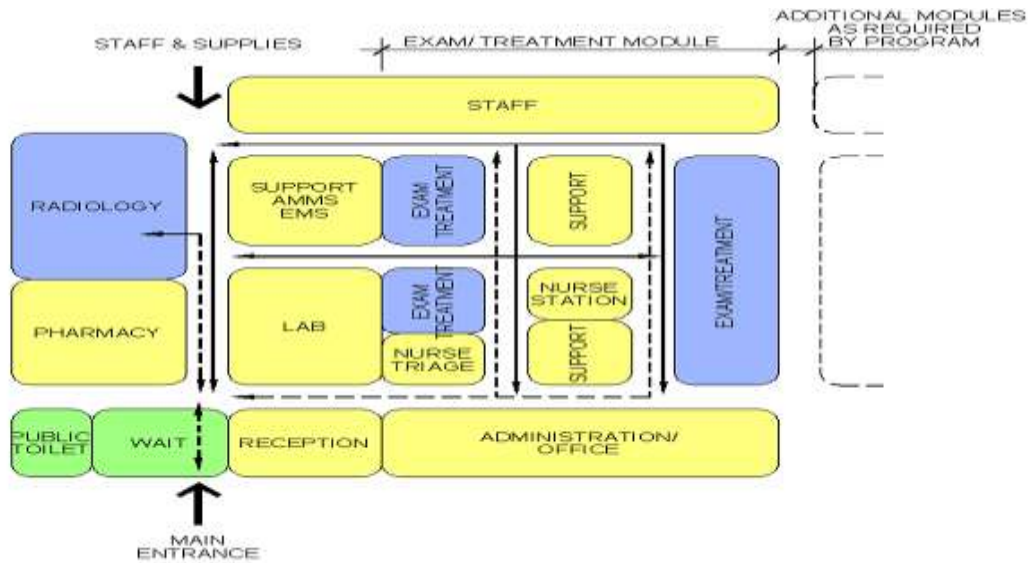 ADDITIONAL MODULES
AS REQUIRED
BY PROGRAM
STAFF & SUPPLIES
EXAM/ TREATMENT MODULE
STAFF
RADIOLOGY
SUPPORT
AMMS
EMS
EXAM
TREATMENT
SUPPORT
EXAM/TREATMENT
PHARMACY
LAB
EXAM
TREATMENT
NURSE
STATION
NURSE
TRIAGE
SUPPORT
PUBLIC
TOILET
WAIT
RECEPTION
ADMINISTRATION/
OFFICE
MAIN
ENTRANCE